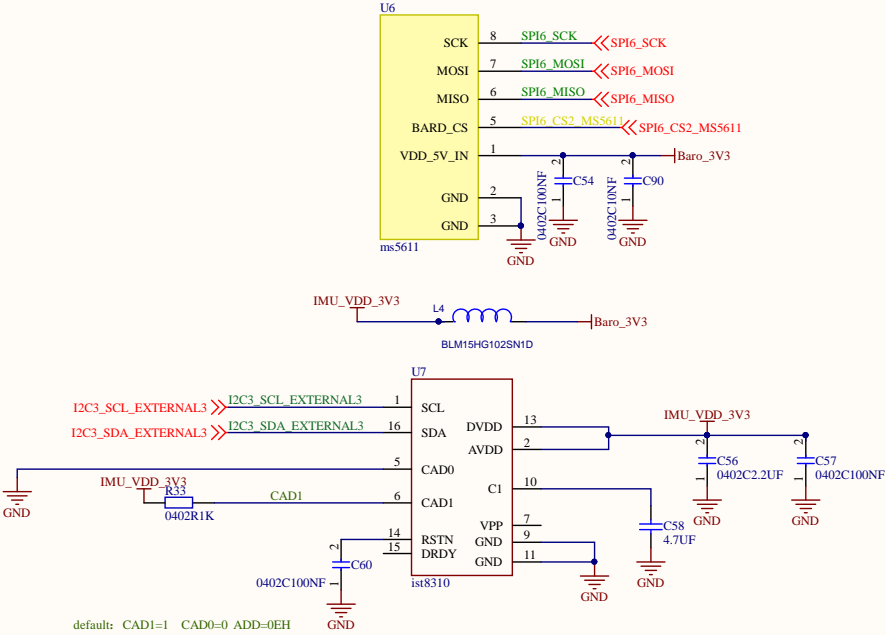 U6
SCK 8 SPI6_SCK SPI6_SCK
MOSI 7 SPI6_MOSI SPI6_MOSI
MISO 6 SPI6_MISO SPI6_MISO
BARD_CS 5 SPI6_CS2_MS5611 SPI6_CS2_MS5611
VDD_5V_IN 1 Baro_3V3
2 C54 1 0402C100NF GND
2 C90 1 0402C10NF GND
GND 2
GND 3
GND
ms5611
IMU_VDD_3V3 L4 Baro_3V3
BLM15HG102SN1D
U7
I2C3_SCL_EXTERNAL3 I2C3_SCL_EXTERNAL3 1 SCL
I2C3_SDA_EXTERNAL3 I2C3_SDA_EXTERNAL3 16 SDA
5 CAD0
GND
IMU_VDD_3V3 R33 CAD1 6 CAD1
0402R1K
14 RSTN
15 DRDY
2 C60
0402C100NF 1
GND
DVDD 13
AVDD 2
C1 10
VPP 7
GND 9
GND 11
GND
ist8310
IMU_VDD_3V3
2 C56 1 0402C2.2UF GND
2 C57 1 0402C100NF GND
C58
4.7UF
GND
default: CAD1=1 CAD0=0 ADD=0EH